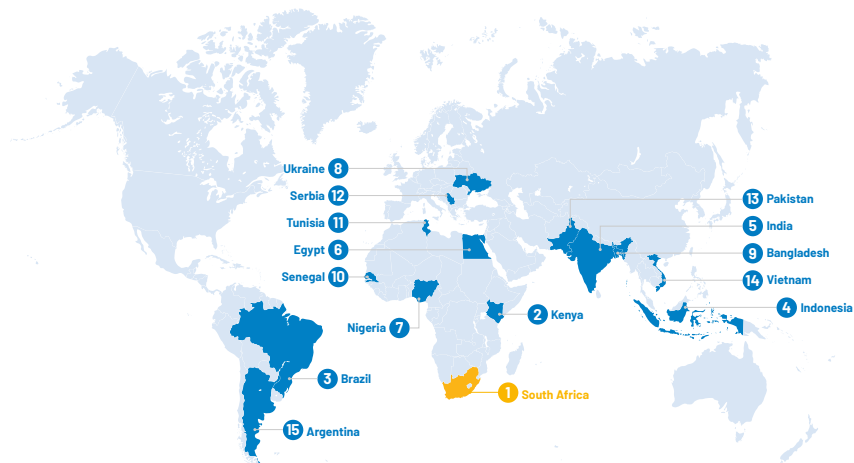 Ukraine 8
Serbia 12
Tunisia 11
Egypt 6
Senegal 10
Nigeria 7
3 Brazil
15 Argentina
2 Kenya
1 South Africa
13 Pakistan
5 India
9 Bangladesh
14 Vietnam
4 Indonesia